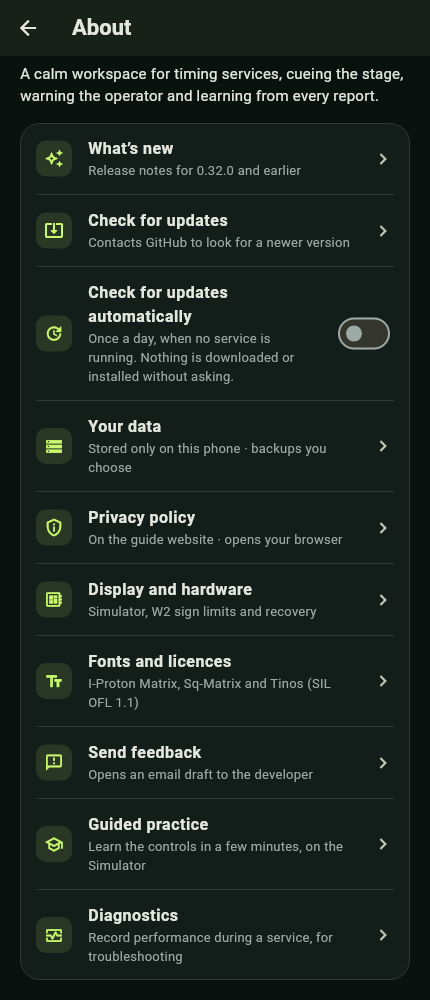 About
A calm workspace for timing services, cueing the stage,
warning the operator and learning from every report.
What's new
Release notes for 0.32.0 and earlier
Check for updates
Contacts GitHub to look for a newer version
Check for updates
automatically
Once a day, when no service is
running. Nothing is downloaded or
installed without asking.
Your data
Stored only on this phone · backups you
choose
Privacy policy
On the guide website · opens your browser
Display and hardware
Simulator, W2 sign limits and recovery
Fonts and licences
I-Proton Matrix, Sq-Matrix and Tinos (SIL
OFL 1.1)
Send feedback
Opens an email draft to the developer
Guided practice
Learn the controls in a few minutes, on the
Simulator
Diagnostics
Record performance during a service, for
troubleshooting